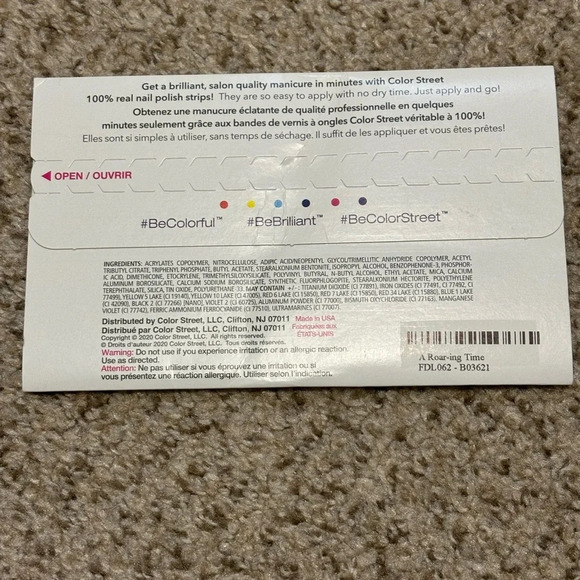 Get a brilliant, salon quality manicure in minutes with Color Street
100% real nail polish strips! They are so easy to apply with no dry time. Just apply and go!
Obtenez une manucure éclatante de qualité professionnelle en quelques
minutes seulement grâce aux bandes de vernis à ongles Color Street véritable à 100%!
Elles sont si simples à utiliser, sans temps de séchage. Il suffit de les appliquer et vous êtes prêtes!
◀ OPEN / OUVRIR
#BeColorful™ #BeBrilliant™ #BeColorStreet™
INGREDIENTS: ACRYLATES COPOLYMER, NITROCELLULOSE, ADIPIC ACID/NEOPENTYL GLYCOL/TRIMELLITIC ANHYDRIDE COPOLYMER, ACETYL
TRIBUTYL CITRATE, TRIPHENYL PHOSPHATE, BUTYL ACETATE, STEARALKONIUM BENTONITE, ISOPROPYL ALCOHOL, BENZOPHENONE-3, PHOSPHOR-
IC ACID, DIMETHICONE, ETOCRYLENE, TRIMETHYLSILOXYSILICATE, POLYVINYL BUTYRAL, N-BUTYL ALCOHOL, ETHYL ACETATE, MICA, CALCIUM
ALUMINUM BOROSILICATE, CALCIUM SODIUM BOROSILICATE, SYNTHETIC FLUORPHLOGOPITE, STEARALKONIUM HECTORITE, POLYETHYLENE
TEREPHTHALATE, SILICA, TIN OXIDE, POLYURETHANE 33. MAY CONTAIN +/-: TITANIUM DIOXIDE (CI 77891), IRON OXIDES (CI 77491, CI 77492, CI
77499), YELLOW 5 LAKE (CI 19140), YELLOW 10 LAKE (CI 47005), RED 6 LAKE (CI 15850), RED 7 LAKE (CI 15850), RED 34 LAKE (CI 15880), BLUE 1 LAKE
(CI 42090), BLACK 2 (CI 77266) (NANO), VIOLET 2 (CI 60725), ALUMINUM POWDER (CI 77000), BISMUTH OXYCHLORIDE (CI 77163), MANGANESE
VIOLET (CI 77742), FERRIC AMMONIUM FERROCYANIDE (CI 77510), ULTRAMARINES (CI 77007).
Distributed by Color Street, LLC, Clifton, NJ 07011 Made in USA
Distribué par Color Street, LLC, Clifton, NJ 07011 Fabriquées aux
Copyright © 2020 Color Street, LLC. All rights reserved. ÉTATS-UNIS
© Droits d'auteur 2020 Color Street, LLC. Tous droits réservés.
Warning: Do not use if you experience irritation or an allergic reaction.
Use as directed.
Attention: Ne pas utiliser si vous éprouvez une irritation ou si
vous présentez une réaction allergique. Utiliser selon l'indication.
A Roar-ing Time
FDL062 - B03621